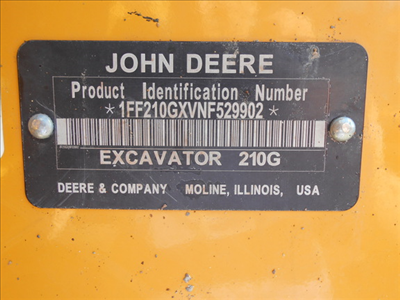 JOHN DEERE
Product Identification Number
*1FF210GXVNF529902*
EXCAVATOR 210G
DEERE & COMPANY MOLINE, ILLINOIS, USA